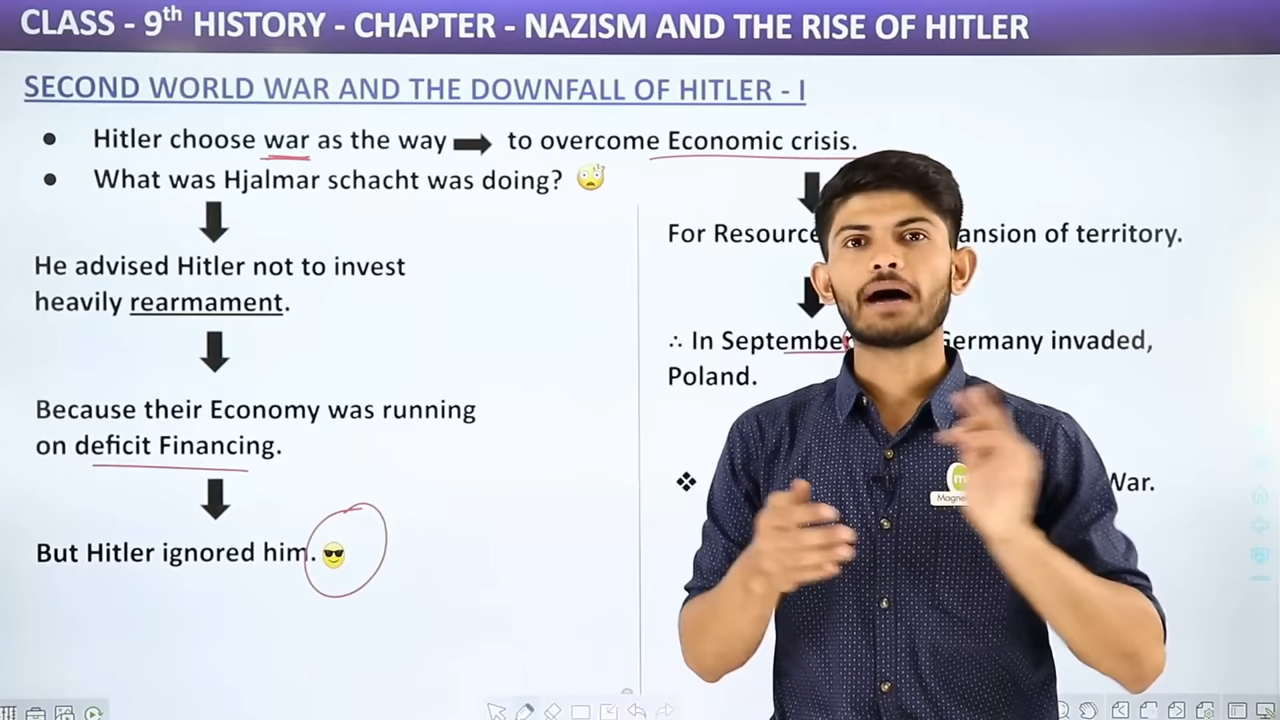 CLASS - 9th HISTORY - CHAPTER - NAZISM AND THE RISE OF HITLER
SECOND WORLD WAR AND THE DOWNFALL OF HITLER - I
• Hitler choose war as the way ➡ to overcome Economic crisis.
• What was Hjalmar schacht was doing?
He advised Hitler not to invest
heavily rearmament.
Because their Economy was running
on deficit Financing.
But Hitler ignored him.
For of territory.
∴ In Germany invaded,
Poland.
War.